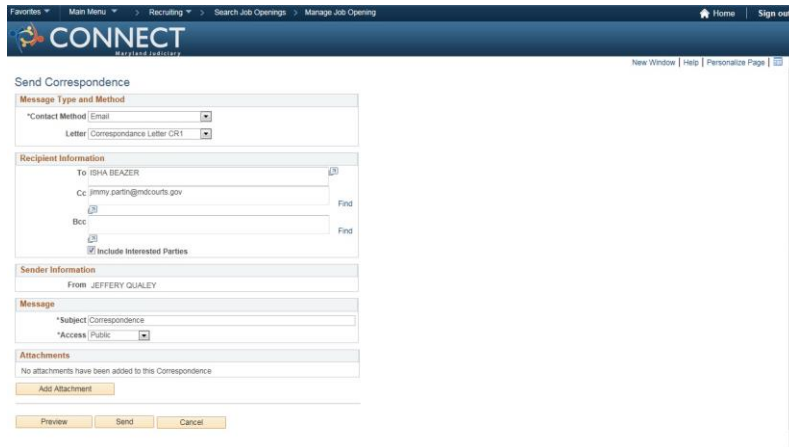 Favorites Main Menu > Recruiting > Search Job Openings > Manage Job Opening Home Sign out
CONNECT
Maryland Judiciary
New Window | Help | Personalize Page |
Send Correspondence
Message Type and Method
*Contact Method Email
Letter Correspondance Letter CR1
Recipient Information
To ISHA BEAZER
Cc jimmy.partin@mdcourts.gov
Find
Bcc
Find
Include Interested Parties
Sender Information
From JEFFERY QUALEY
Message
*Subject Correspondence
*Access Public
Attachments
No attachments have been added to this Correspondence
Add Attachment
Preview Send Cancel